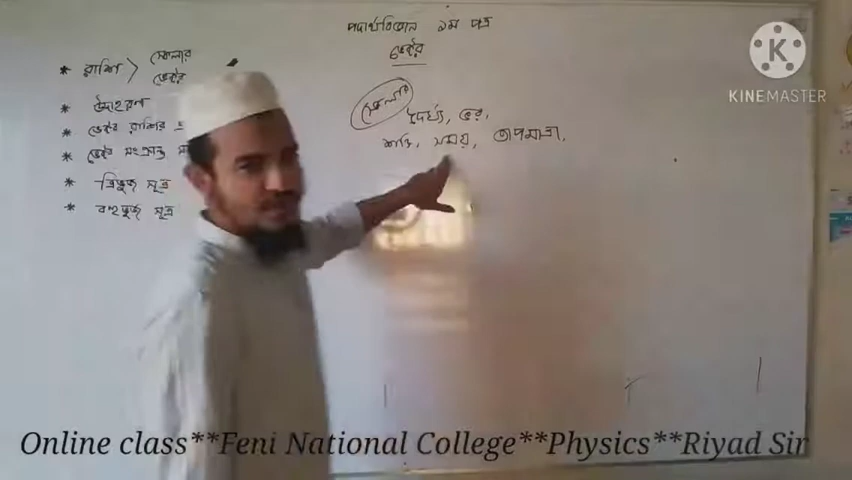 পদার্থবিজ্ঞান ১ম পত্র
ভেক্টর
* রাশি > স্কেলার
ভেক্টর
* উদাহরণ
* ভেক্টর রাশির
* ভেক্টর সংক্রান্ত
* ত্রিভুজ সূত্র
* বহুভুজ সূত্র
স্কেলার
দৈর্ঘ্য, ভর,
শক্তি, সময়, তাপমাত্রা,
KINEMASTER
Online class**Feni National College**Physics**Riyad Sir